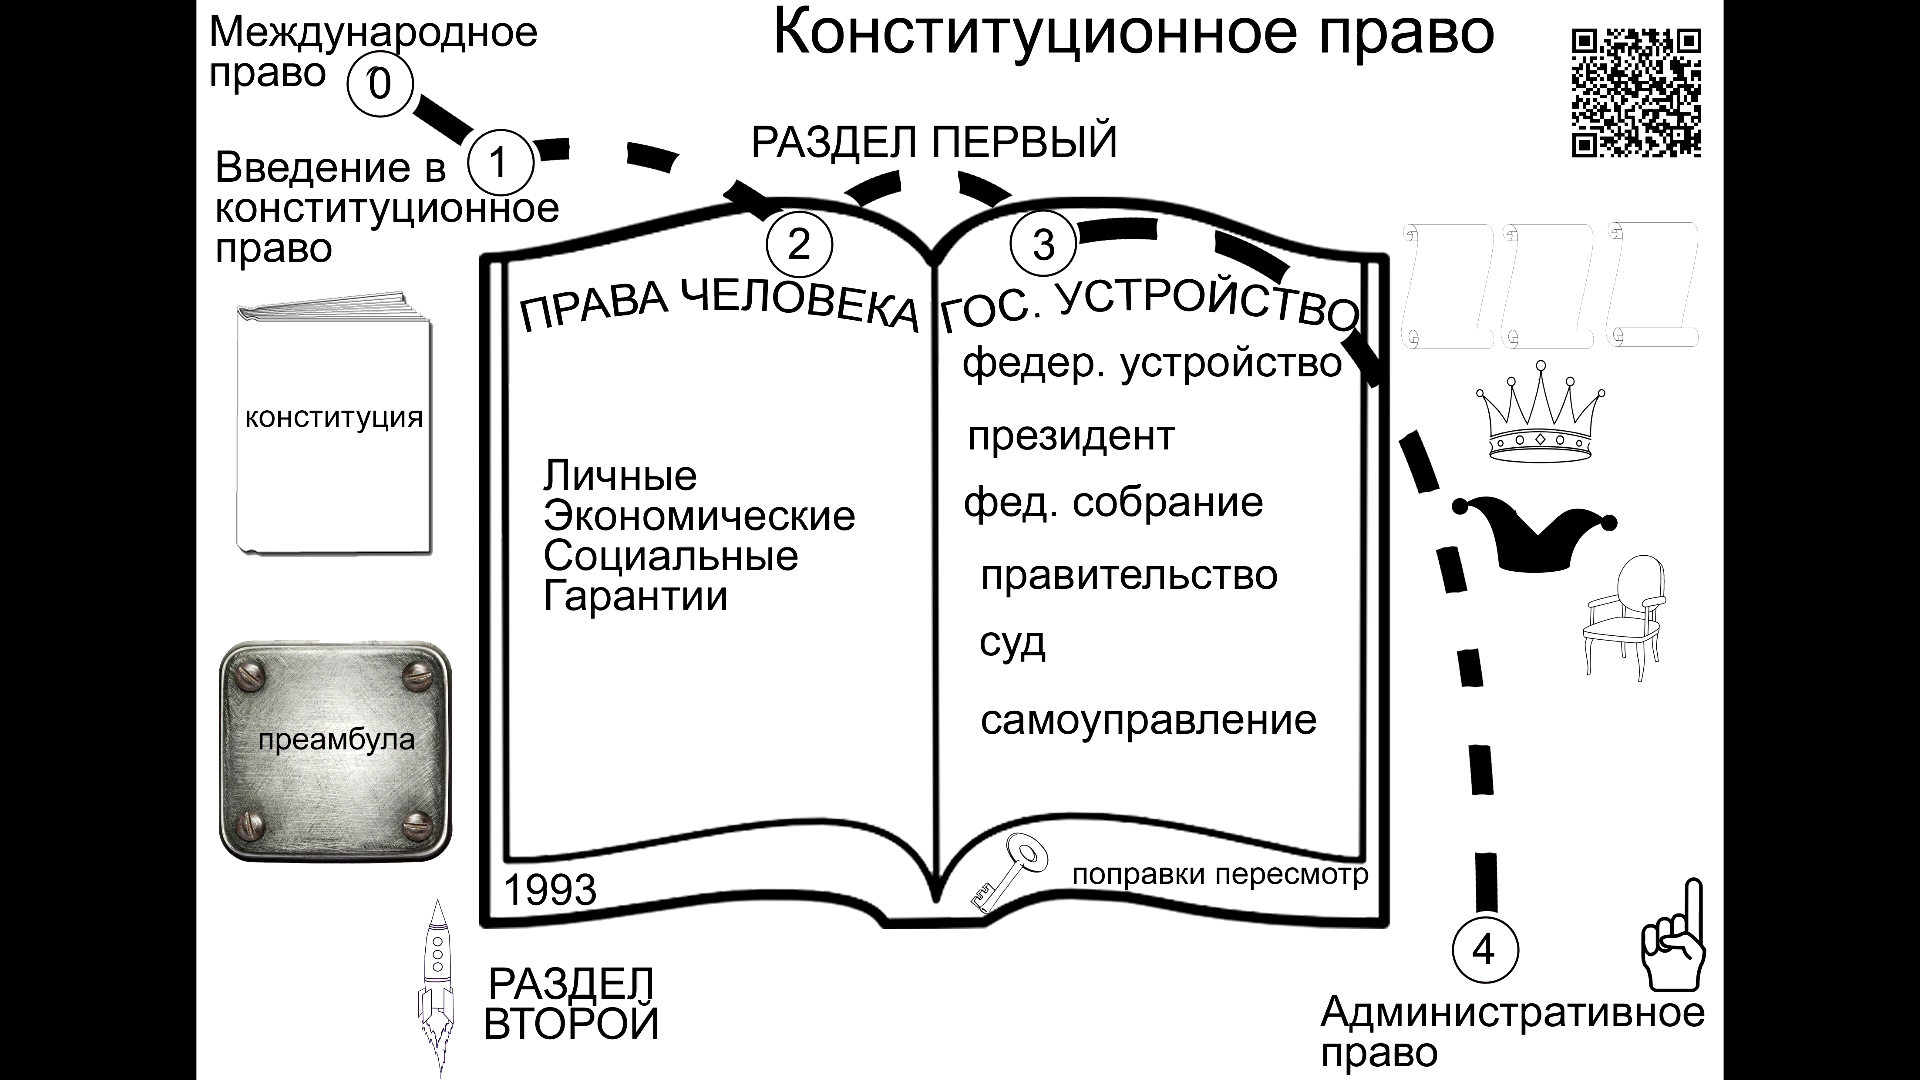 Конституционное право
Международное
право
0
1
Введение в
конституционное
право
РАЗДЕЛ ПЕРВЫЙ
2
3
ПРАВА ЧЕЛОВЕКА
ГОС. УСТРОЙСТВО
федер. устройство
президент
фед. собрание
правительство
суд
самоуправление
Личные
Экономические
Социальные
Гарантии
конституция
преамбула
1993
поправки пересмотр
РАЗДЕЛ
ВТОРОЙ
4
Административное
право